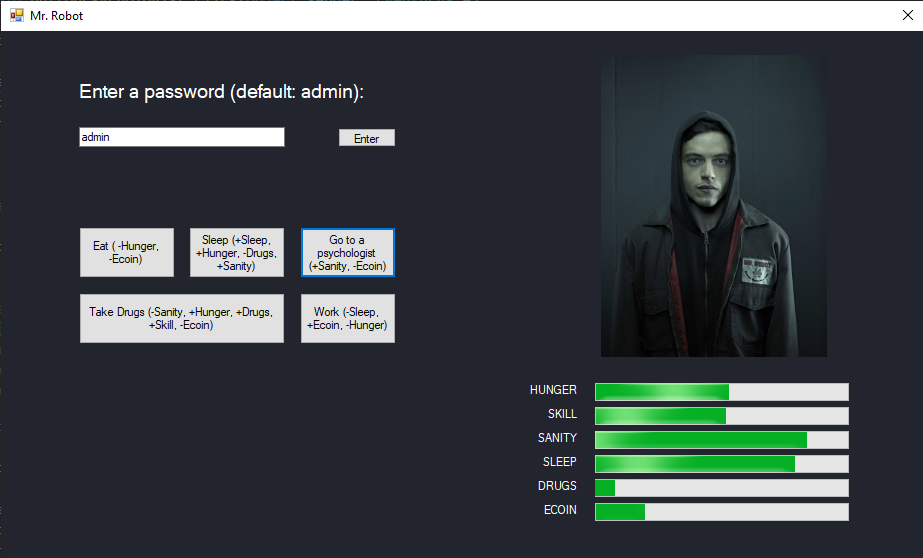 Mr. Robot
Enter a password (default: admin):
admin
Enter
Eat ( -Hunger,
-Ecoin)
Sleep (+Sleep,
+Hunger, -Drugs,
+Sanity)
Go to a
psychologist
(+Sanity, -Ecoin)
Take Drugs (-Sanity, +Hunger, +Drugs,
+Skill, -Ecoin)
Work (-Sleep,
+Ecoin, -Hunger)
MR. ROBOT
HUNGER
SKILL
SANITY
SLEEP
DRUGS
ECOIN